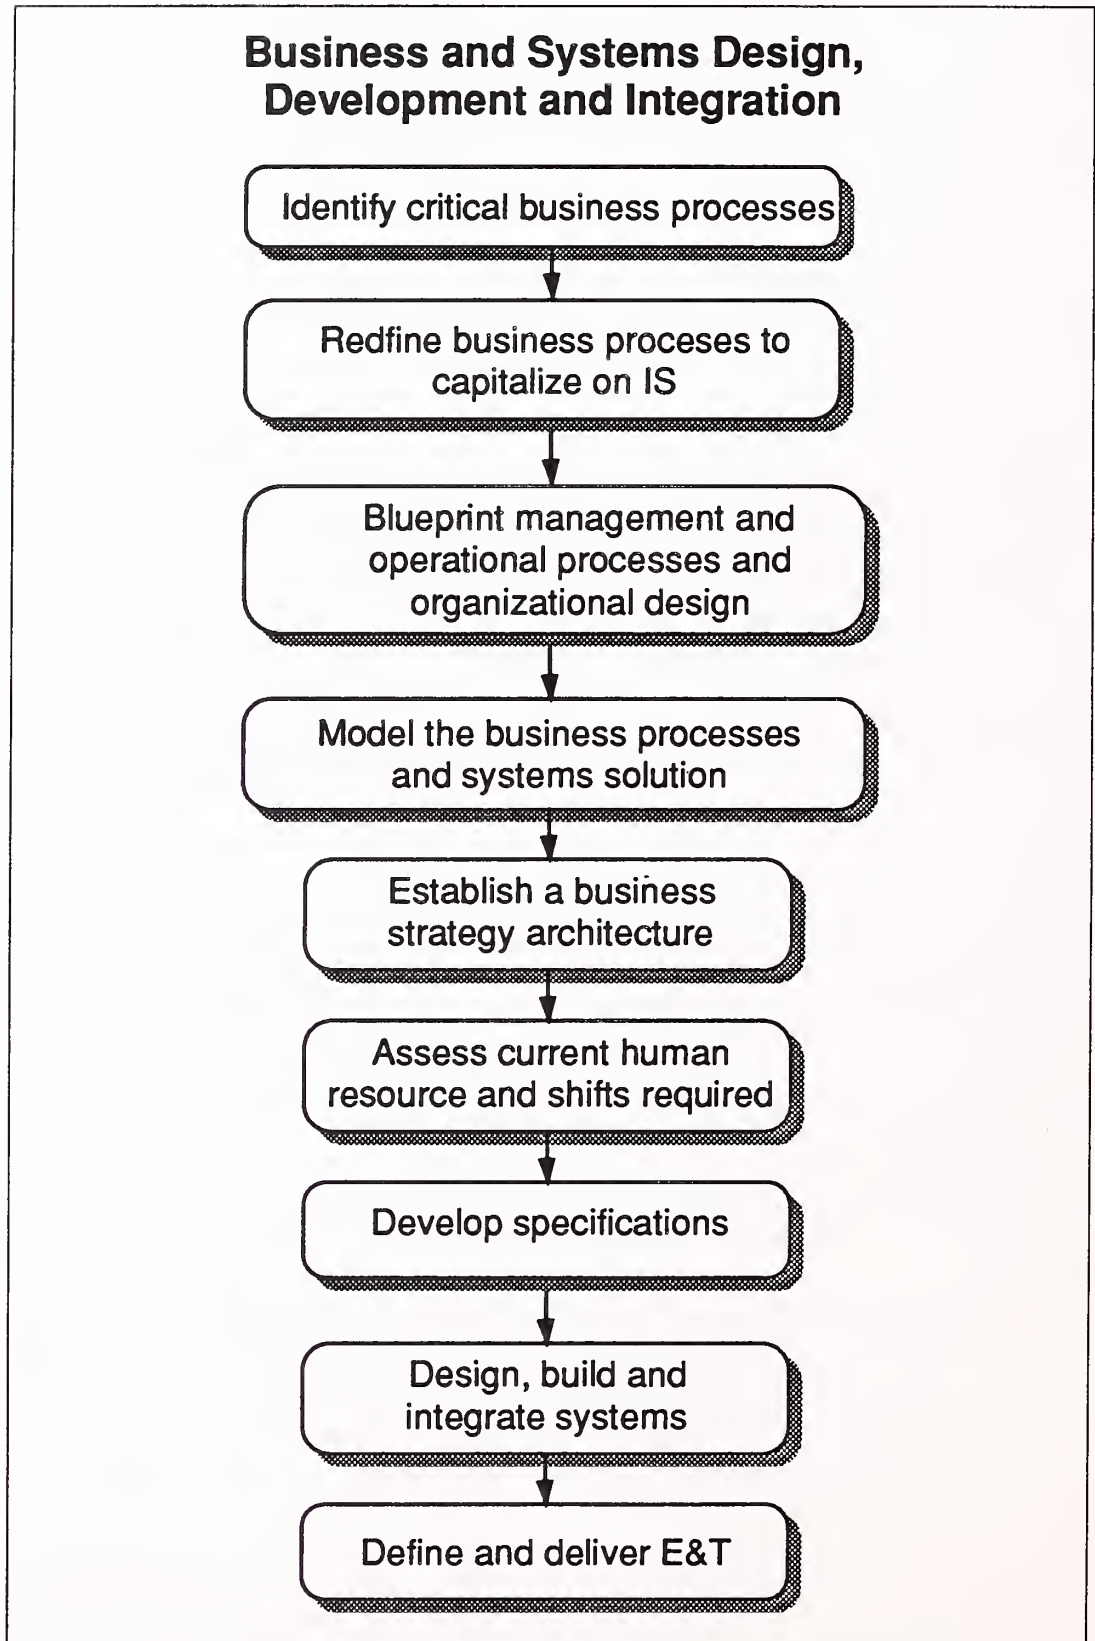 Business and Systems Design,
Development and Integration
Identify critical business processes
Redfine business proceses to
capitalize on IS
Blueprint management and
operational processes and
organizational design
Model the business processes
and systems solution
Establish a business
strategy architecture
Assess current human
resource and shifts required
Develop specifications
Design, build and
integrate systems
Define and deliver E&T